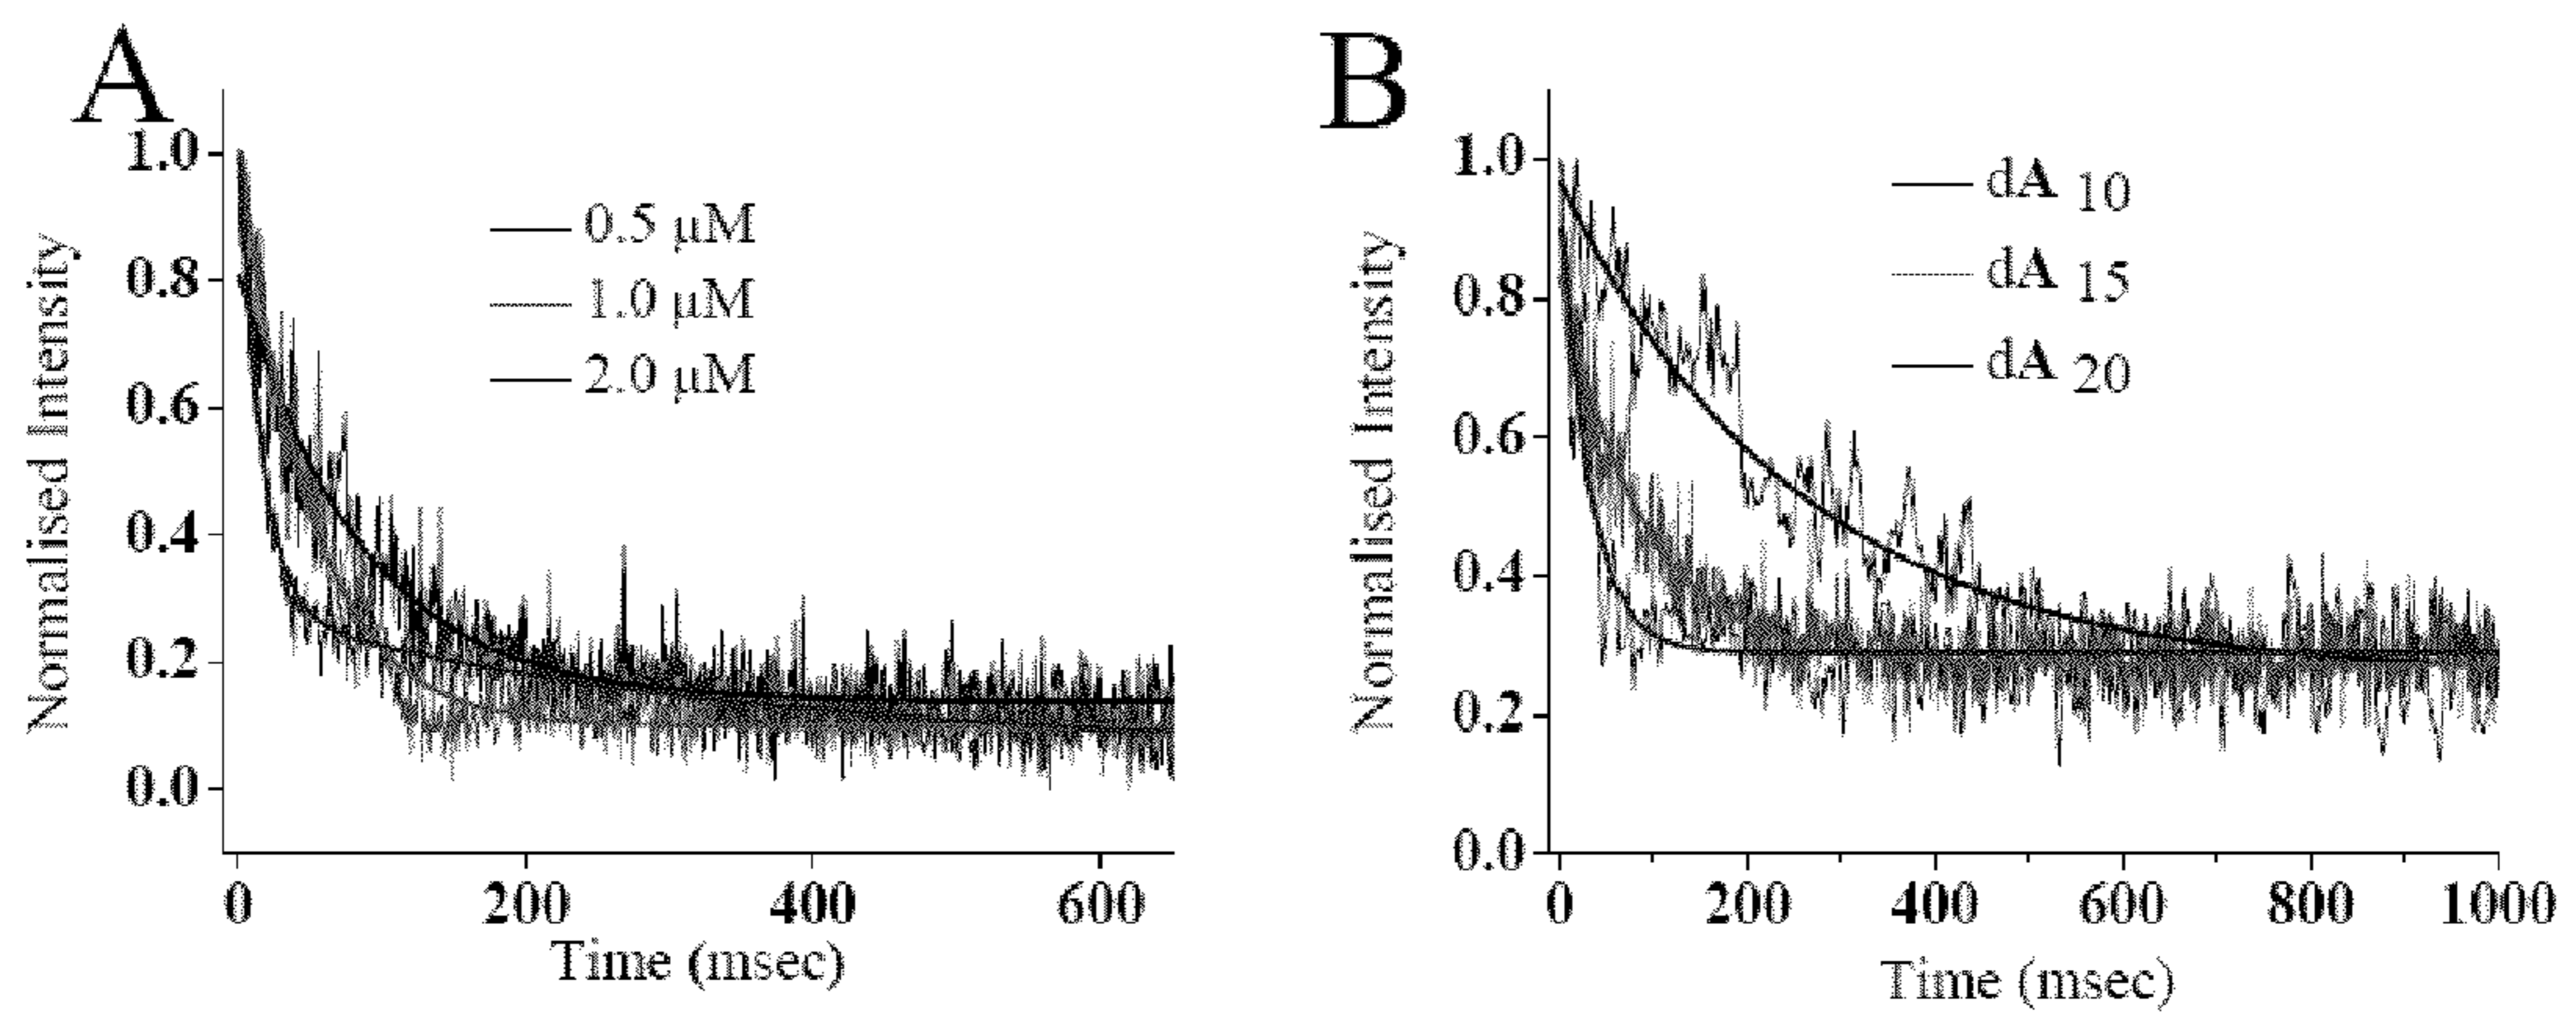 A
1.0
0.8
0.6
0.4
0.2
0.0
Normalised Intensity
0.5 μM
1.0 μM
2.0 μM
0 200 400 600
Time (msec)
B
1.0
0.8
0.6
0.4
0.2
0.0
Normalised Intensity
dA 10
dA 15
dA 20
0 200 400 600 800 1000
Time (msec)